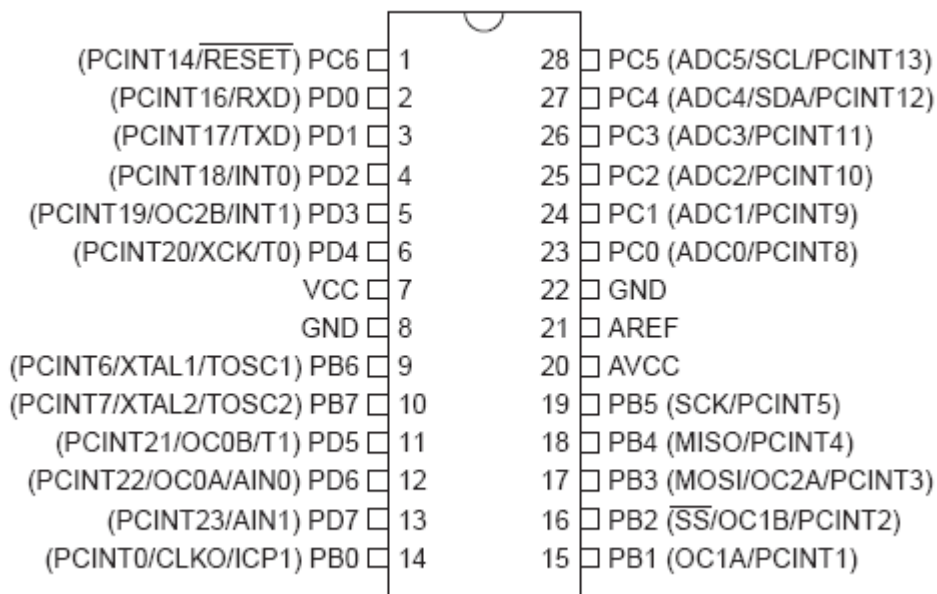 (PCINT14/RESET) PC6 1 28 PC5 (ADC5/SCL/PCINT13)
(PCINT16/RXD) PD0 2 27 PC4 (ADC4/SDA/PCINT12)
(PCINT17/TXD) PD1 3 26 PC3 (ADC3/PCINT11)
(PCINT18/INT0) PD2 4 25 PC2 (ADC2/PCINT10)
(PCINT19/OC2B/INT1) PD3 5 24 PC1 (ADC1/PCINT9)
(PCINT20/XCK/T0) PD4 6 23 PC0 (ADC0/PCINT8)
VCC 7 22 GND
GND 8 21 AREF
(PCINT6/XTAL1/TOSC1) PB6 9 20 AVCC
(PCINT7/XTAL2/TOSC2) PB7 10 19 PB5 (SCK/PCINT5)
(PCINT21/OC0B/T1) PD5 11 18 PB4 (MISO/PCINT4)
(PCINT22/OC0A/AIN0) PD6 12 17 PB3 (MOSI/OC2A/PCINT3)
(PCINT23/AIN1) PD7 13 16 PB2 (SS/OC1B/PCINT2)
(PCINT0/CLKO/ICP1) PB0 14 15 PB1 (OC1A/PCINT1)